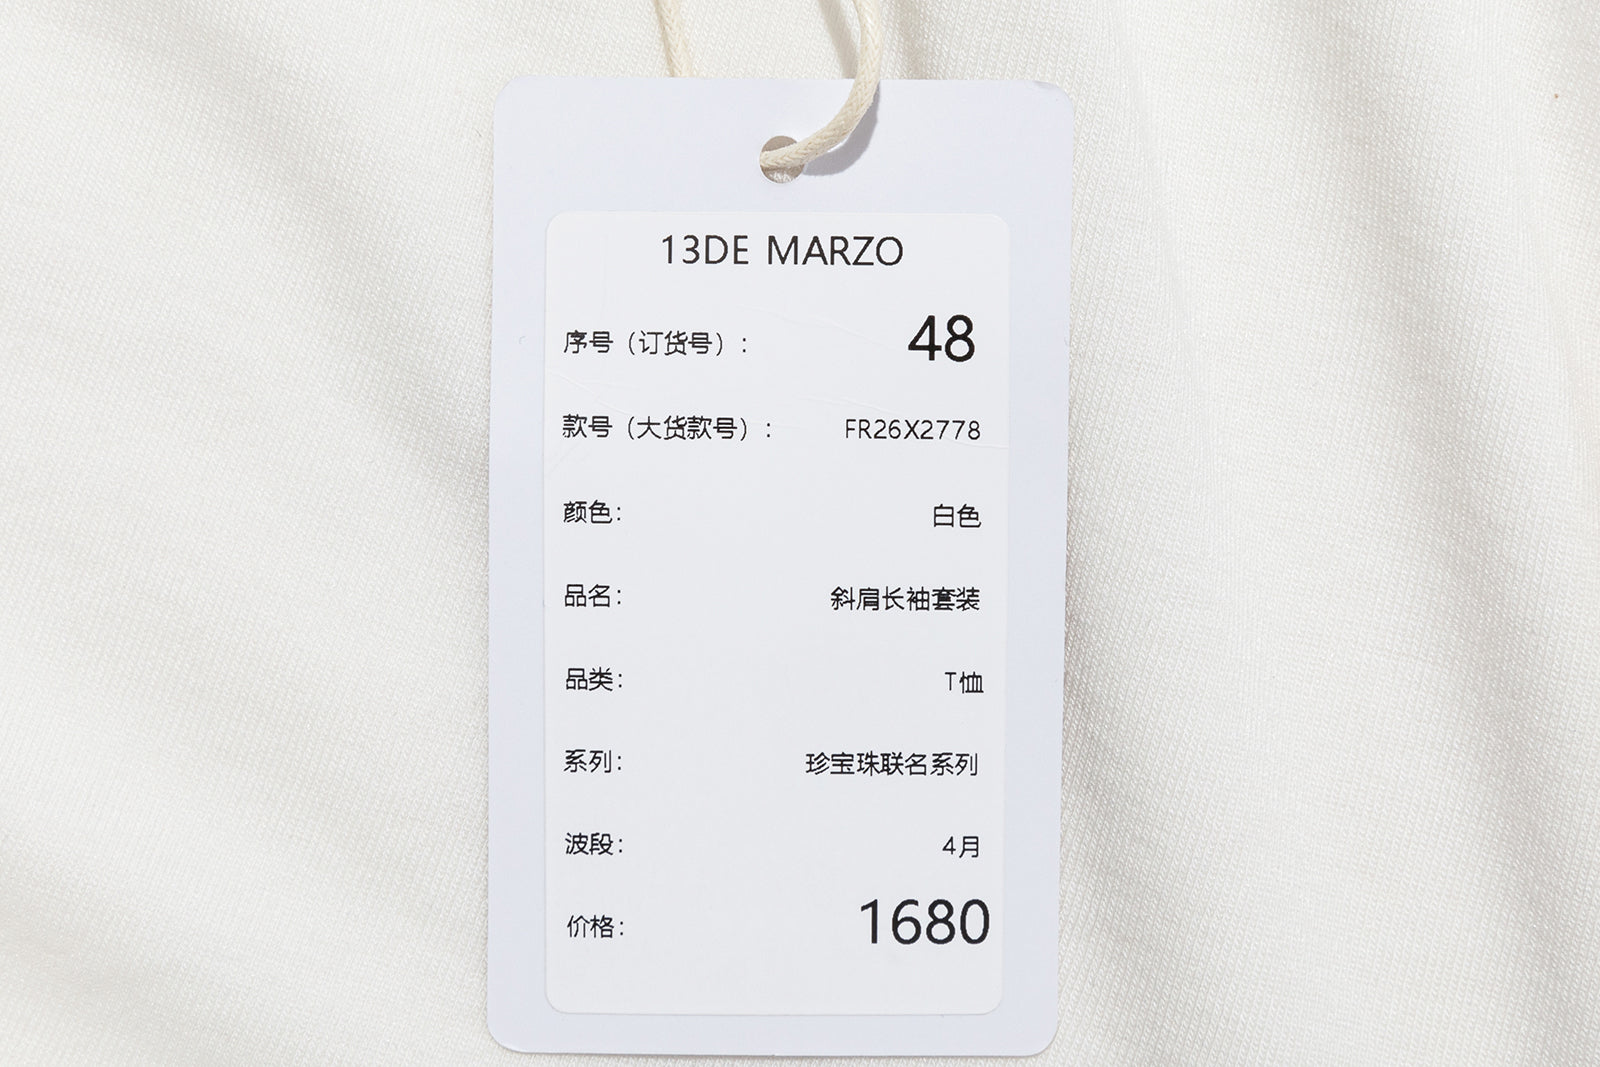 13DE MARZO
序号（订货号）： 48
款号（大货款号）： FR26X2778
颜色： 白色
品名： 斜肩长袖套装
品类： T恤
系列： 珍宝珠联名系列
波段： 4月
价格： 1680